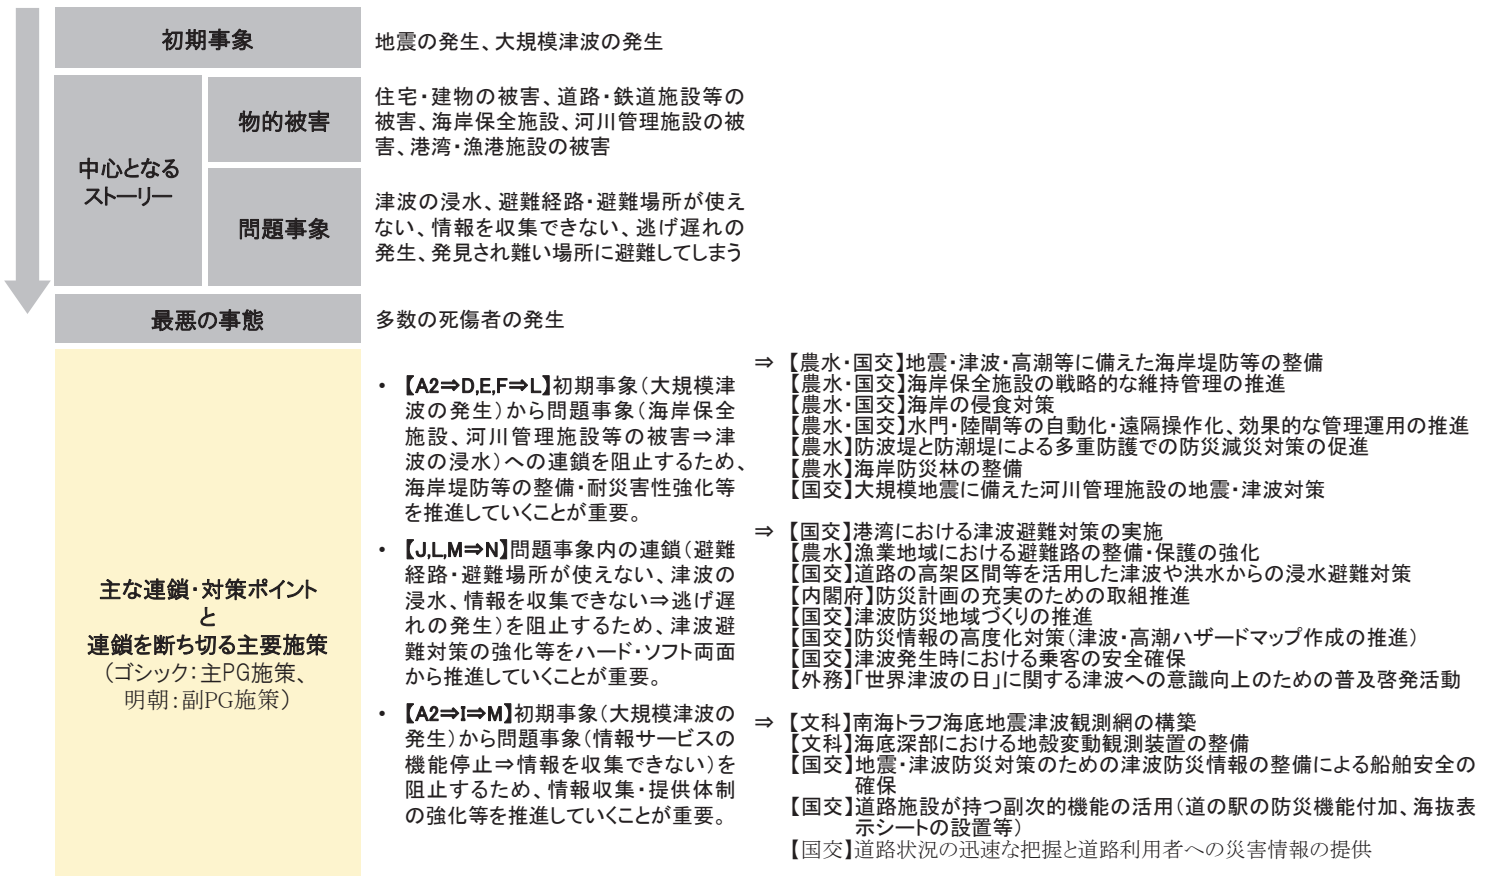 初期事象
地震の発生、大規模津波の発生
中心となる
ストーリー
物的被害
住宅・建物の被害、道路・鉄道施設等の
被害、海岸保全施設、河川管理施設の被
害、港湾・漁港施設の被害
問題事象
津波の浸水、避難経路・避難場所が使え
ない、情報を収集できない、逃げ遅れの
発生、発見され難い場所に避難してしまう
最悪の事態
多数の死傷者の発生
主な連鎖・対策ポイント
と
連鎖を断ち切る主要施策
（ゴシック：主PG施策、
明朝：副PG施策）
・ 【A2⇒D,E,F⇒L】初期事象（大規模津
波の発生）から問題事象（海岸保全
施設、河川管理施設等の被害⇒津
波の浸水）への連鎖を阻止するため、
海岸堤防等の整備・耐災害性強化等
を推進していくことが重要。
⇒ 【農水・国交】地震・津波・高潮等に備えた海岸堤防等の整備
【農水・国交】海岸保全施設の戦略的な維持管理の推進
【農水・国交】海岸の侵食対策
【農水・国交】水門・陸閘等の自動化・遠隔操作化、効果的な管理運用の推進
【農水】防波堤と防潮堤による多重防護での防災減災対策の促進
【農水】海岸防災林の整備
【国交】大規模地震に備えた河川管理施設の地震・津波対策
・ 【J,L,M⇒N】問題事象内の連鎖（避難
経路・避難場所が使えない、津波の
浸水、情報を収集できない⇒逃げ遅
れの発生）を阻止するため、津波避
難対策の強化等をハード・ソフト両面
から推進していくことが重要。
⇒ 【国交】港湾における津波避難対策の実施
【農水】漁業地域における避難路の整備・保護の強化
【国交】道路の高架区間等を活用した津波や洪水からの浸水避難対策
【内閣府】防災計画の充実のための取組推進
【国交】津波防災地域づくりの推進
【国交】防災情報の高度化対策（津波・高潮ハザードマップ作成の推進）
【国交】津波発生時における乗客の安全確保
【外務】「世界津波の日」に関する津波への意識向上のための普及啓発活動
・ 【A2⇒I⇒M】初期事象（大規模津波の
発生）から問題事象（情報サービスの
機能停止⇒情報を収集できない）を
阻止するため、情報収集・提供体制
の強化等を推進していくことが重要。
⇒ 【文科】南海トラフ海底地震津波観測網の構築
【文科】海底深部における地殻変動観測装置の整備
【国交】地震・津波防災対策のための津波防災情報の整備による船舶安全の
確保
【国交】道路施設が持つ副次的機能の活用（道の駅の防災機能付加、海抜表
示シートの設置等）
【国交】道路状況の迅速な把握と道路利用者への災害情報の提供